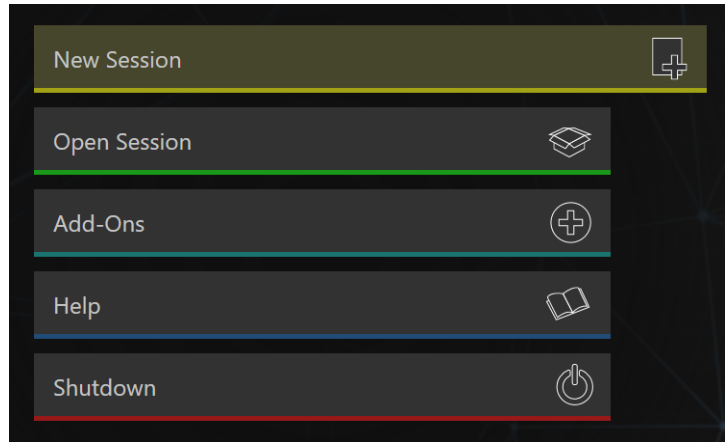 New Session
Open Session
Add-Ons
Help
Shutdown